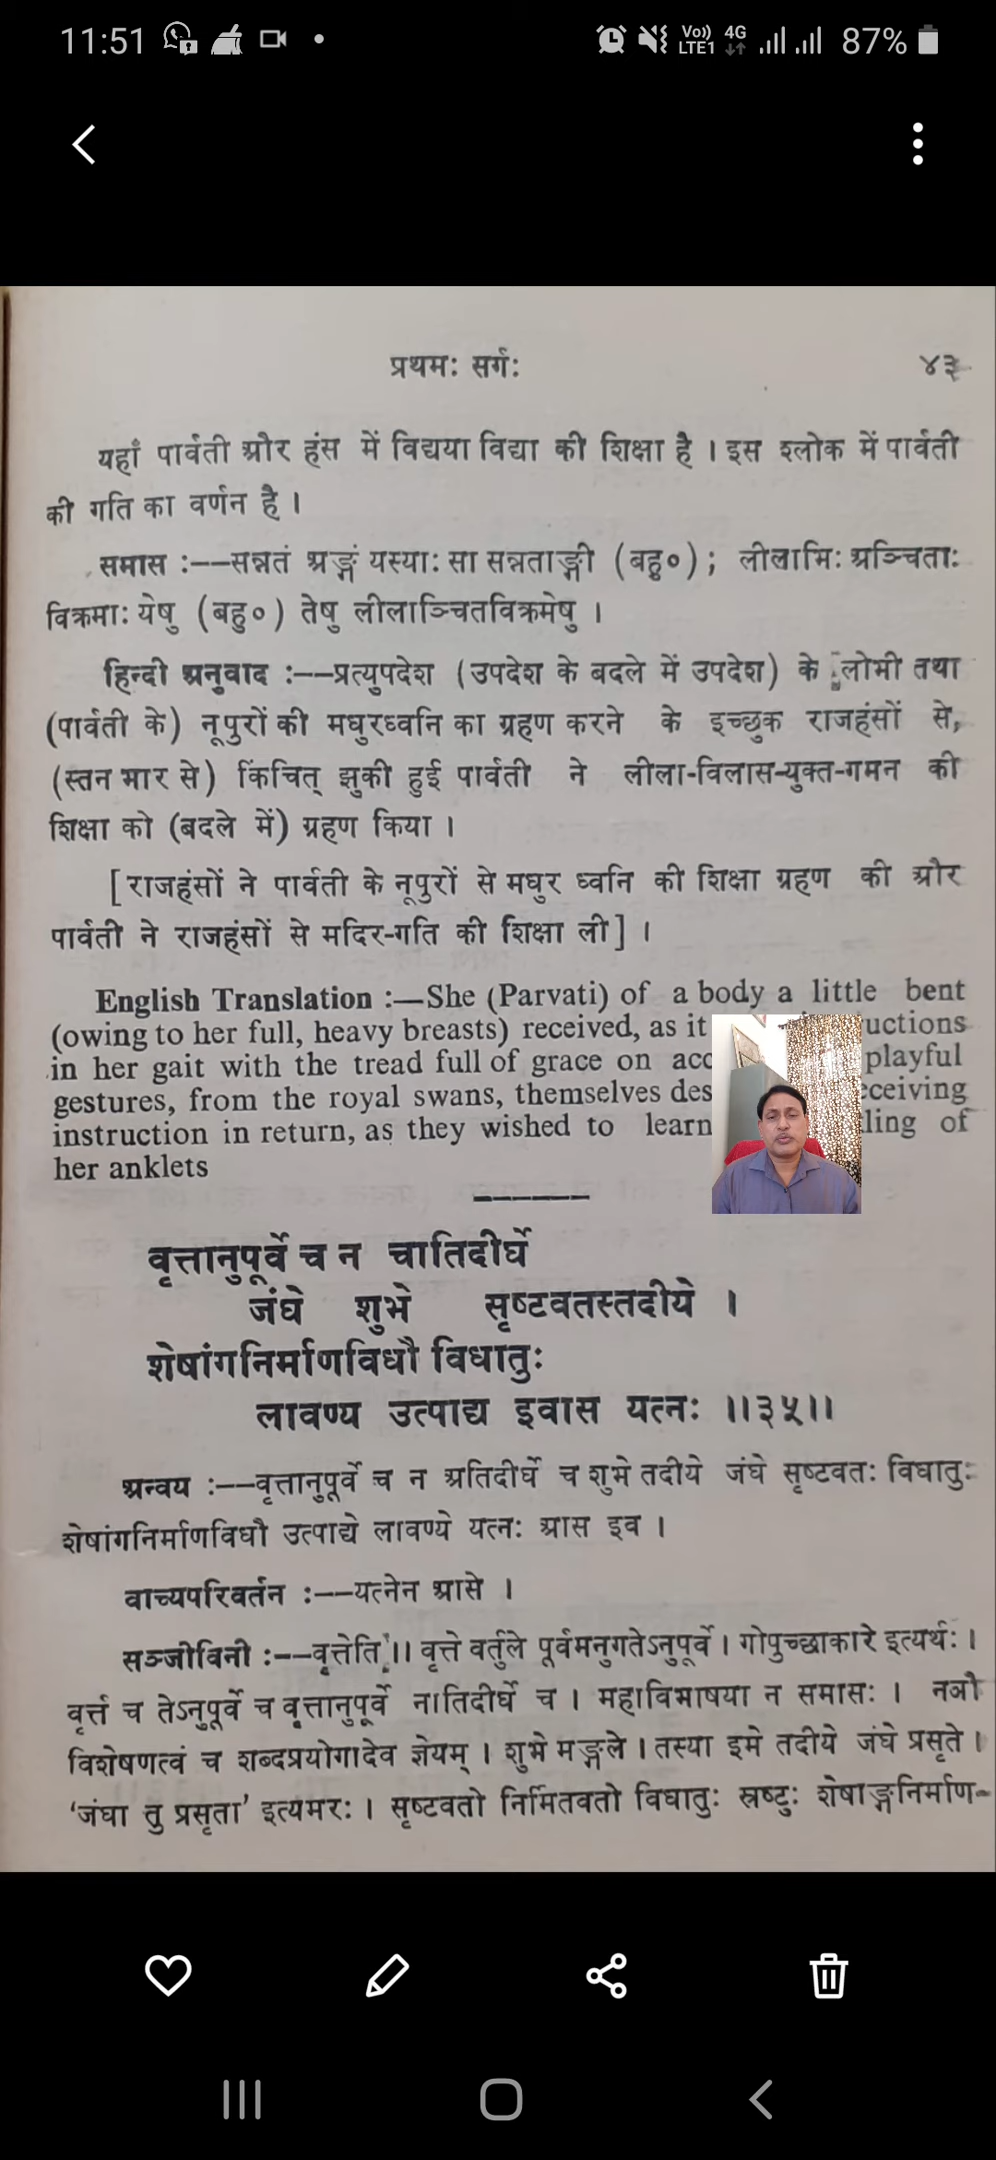 11:51
Vo)) LTE1 4G 87%
प्रथमः सर्गः ४३
यहाँ पार्वती और हंस में विद्यया विद्या की शिक्षा है । इस श्लोक में पार्वती
की गति का वर्णन है ।
समास :--सन्नतं अङ्गं यस्याः सा सन्नताङ्गी (बहु०) ; लीलाभिः अञ्चिताः
विक्रमाः येषु (बहु०) तेषु लीलाञ्चितविक्रमेषु ।
हिन्दी अनुवाद :--प्रत्युपदेश (उपदेश के बदले में उपदेश) के लोभी तथा
(पार्वती के) नूपुरों की मधुरध्वनि का ग्रहण करने के इच्छुक राजहंसों से,
(स्तन भार से) किंचित् झुकी हुई पार्वती ने लीला-विलास-युक्त-गमन की
शिक्षा को (बदले में) ग्रहण किया ।
[राजहंसों ने पार्वती के नूपुरों से मधुर ध्वनि की शिक्षा ग्रहण की और
पार्वती ने राजहंसों से मदिर-गति की शिक्षा ली] ।
English Translation :—She (Parvati) of a body a little bent
(owing to her full, heavy breasts) received, as it uctions
in her gait with the tread full of grace on acc playful
gestures, from the royal swans, themselves des ceiving
instruction in return, as they wished to learn ling of
her anklets
वृत्तानुपूर्वे च न चातिदीर्घे
जंघे शुभे सृष्टवतस्तदीये ।
शेषांगनिर्माणविधौ विधातुः
लावण्य उत्पाद्य इवास यत्नः ॥३५॥
अन्वय :--वृत्तानुपूर्वे च न अतिदीर्घे च शुभे तदीये जंघे सृष्टवतः विधातुः
शेषांगनिर्माणविधौ उत्पाद्ये लावण्ये यत्नः आस इव ।
वाच्यपरिवर्तन :--यत्नेन आसे ।
सञ्जीविनी :--वृत्तेति ॥ वृत्ते वर्तुले पूर्वमनुगतेऽनुपूर्वे । गोपुच्छाकारे इत्यर्थः ।
वृत्ते च तेऽनुपूर्वे च वृत्तानुपूर्वे नातिदीर्घे च । महाविभाषया न समासः । नञो
विशेषणत्वं च शब्दप्रयोगादेव ज्ञेयम् । शुभे मङ्गले । तस्या इमे तदीये जंघे प्रसृते ।
‘जंघा तु प्रसृता’ इत्यमरः । सृष्टवतो निर्मितवतो विधातुः स्रष्टुः शेषाङ्गनिर्माण-